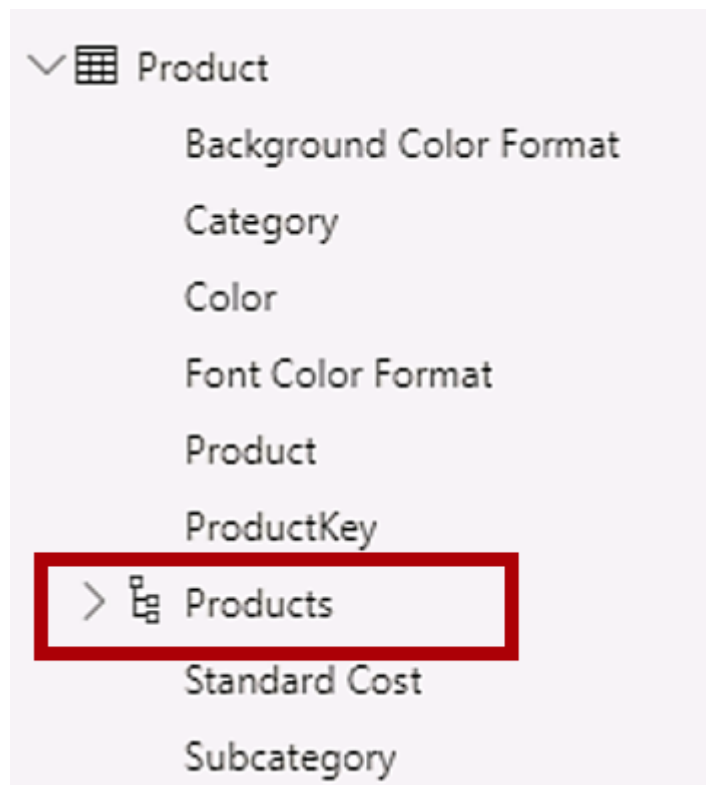 Product
Background Color Format
Category
Color
Font Color Format
Product
ProductKey
Products
Standard Cost
Subcategory